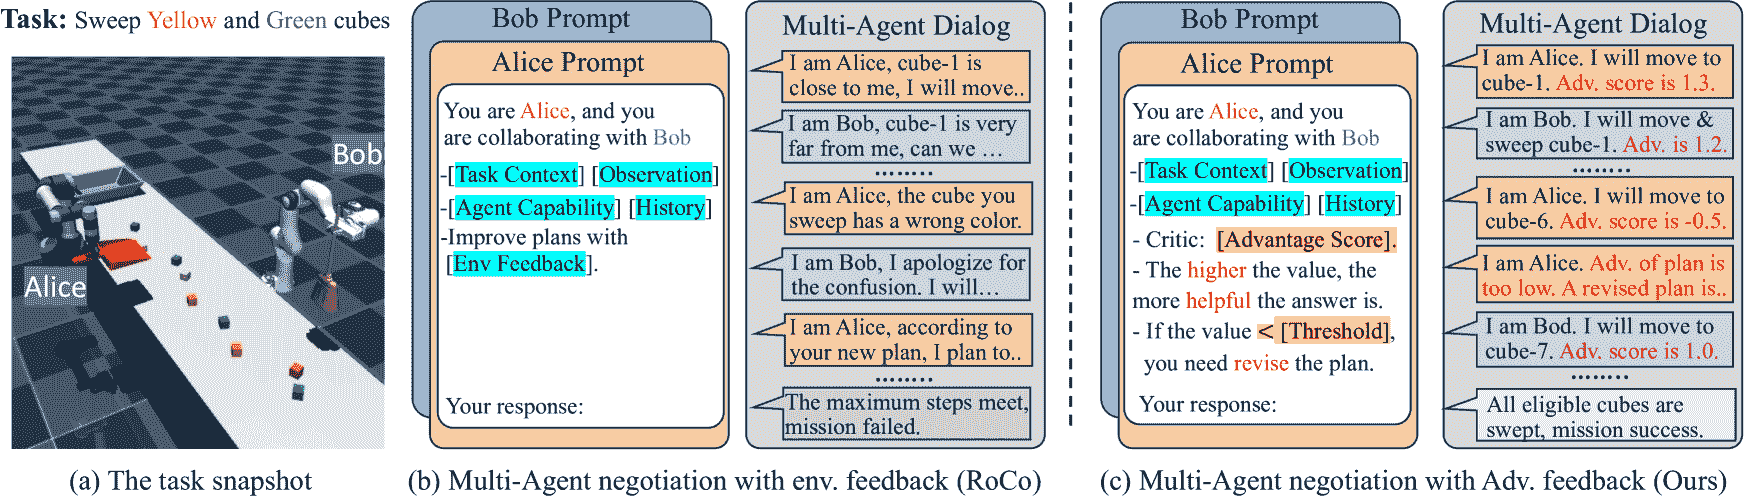 Task: Sweep Yellow and Green cubes
Bob
Alice
(a) The task snapshot
Bob Prompt
Alice Prompt
You are Alice, and you
are collaborating with Bob
-[Task Context] [Observation]
-[Agent Capability] [History]
-Improve plans with
[Env Feedback].
Your response:
Multi-Agent Dialog
I am Alice, cube-1 is
close to me, I will move..
I am Bob, cube-1 is very
far from me, can we …
........
I am Alice, the cube you
sweep has a wrong color.
I am Bob, I apologize for
the confusion. I will…
I am Alice, according to
your new plan, I plan to..
........
The maximum steps meet,
mission failed.
(b) Multi-Agent negotiation with env. feedback (RoCo)
Bob Prompt
Alice Prompt
You are Alice, and you
are collaborating with Bob
-[Task Context] [Observation]
-[Agent Capability] [History]
- Critic: [Advantage Score].
- The higher the value, the
more helpful the answer is.
- If the value < [Threshold],
you need revise the plan.
Your response:
Multi-Agent Dialog
I am Alice. I will move to
cube-1. Adv. score is 1.3.
I am Bob. I will move &
sweep cube-1. Adv. is 1.2.
........
I am Alice. I will move to
cube-6. Adv. score is -0.5.
I am Alice. Adv. of plan is
too low. A revised plan is..
I am Bod. I will move to
cube-7. Adv. score is 1.0.
........
All eligible cubes are
swept, mission success.
(c) Multi-Agent negotiation with Adv. feedback (Ours)